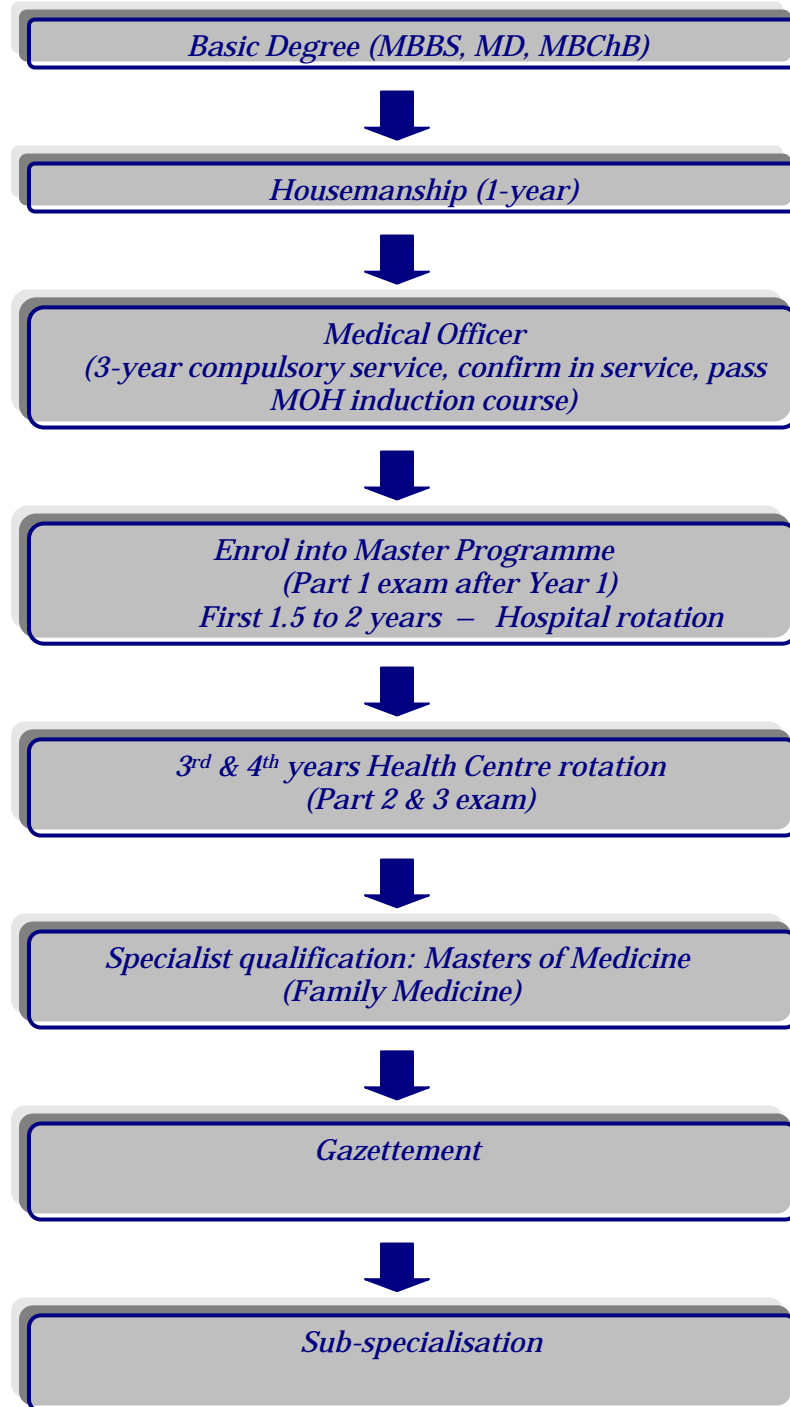 Basic Degree (MBBS, MD, MBChB)
Housemanship (1-year)
Medical Officer
(3-year compulsory service, confirm in service, pass
MOH induction course)
Enrol into Master Programme
(Part 1 exam after Year 1)
First 1.5 to 2 years – Hospital rotation
3rd & 4th years Health Centre rotation
(Part 2 & 3 exam)
Specialist qualification: Masters of Medicine
(Family Medicine)
Gazettement
Sub-specialisation